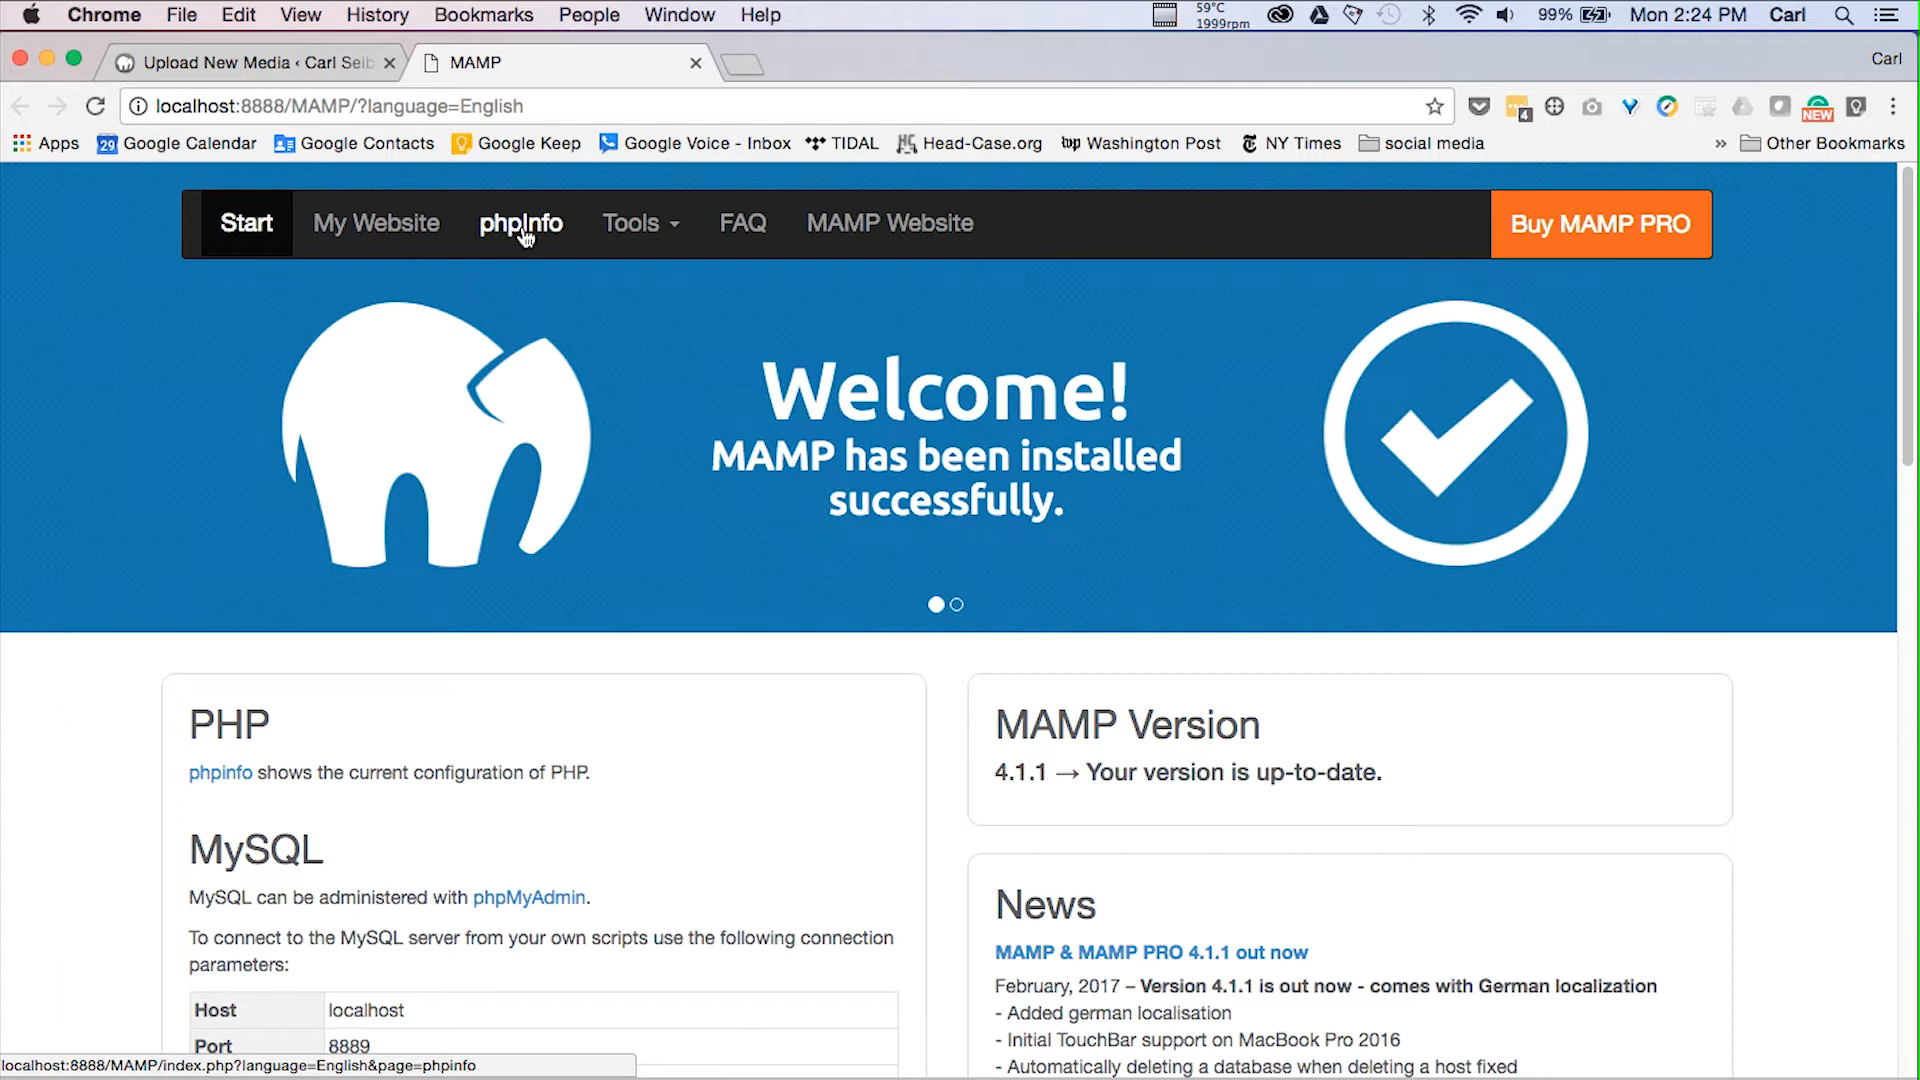 Chrome File Edit View History Bookmarks People Window Help 59°C 1999rpm 99% Mon 2:24 PM Carl
Upload New Media ‹ Carl Seib MAMP Carl
localhost:8888/MAMP/?language=English 4 NEW
Apps 29 Google Calendar Google Contacts Google Keep Google Voice - Inbox TIDAL Head-Case.org wp Washington Post NY Times social media » Other Bookmarks
Start My Website phpInfo Tools FAQ MAMP Website Buy MAMP PRO
Welcome!
MAMP has been installed
successfully.
PHP
phpinfo shows the current configuration of PHP.
MySQL
MySQL can be administered with phpMyAdmin.
To connect to the MySQL server from your own scripts use the following connection
parameters:
Host localhost
Port 8889
MAMP Version
4.1.1 → Your version is up-to-date.
News
MAMP & MAMP PRO 4.1.1 out now
February, 2017 – Version 4.1.1 is out now - comes with German localization
- Added german localisation
- Initial TouchBar support on MacBook Pro 2016
- Automatically deleting a database when deleting a host fixed
localhost:8888/MAMP/index.php?language=English&page=phpinfo